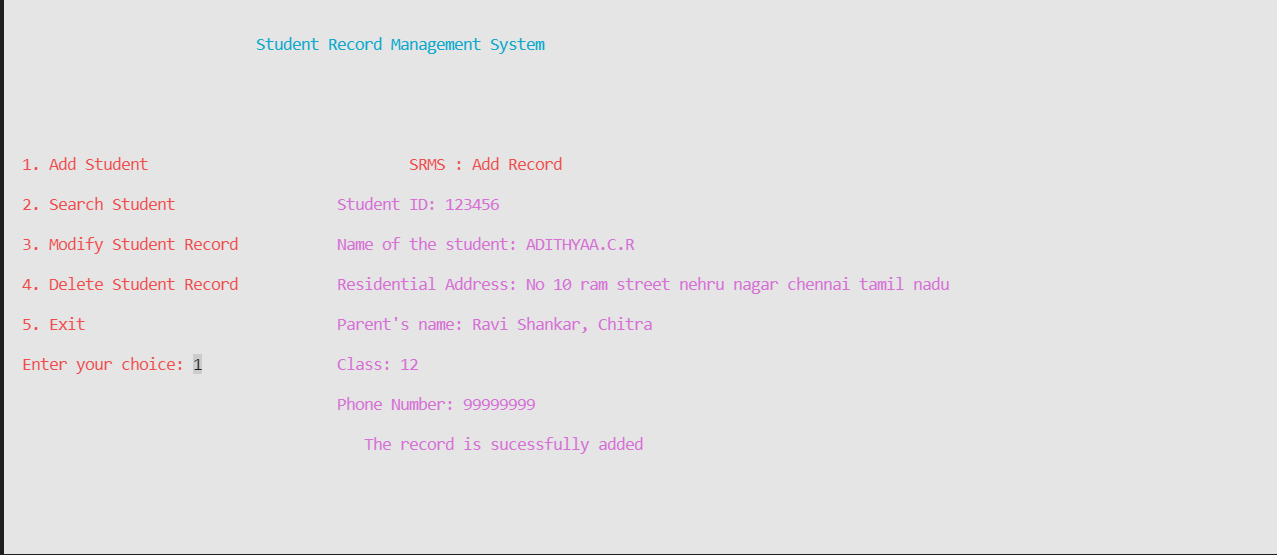 Student Record Management System
1. Add Student
2. Search Student
3. Modify Student Record
4. Delete Student Record
5. Exit
Enter your choice: 1
SRMS : Add Record
Student ID: 123456
Name of the student: ADITHYAA.C.R
Residential Address: No 10 ram street nehru nagar chennai tamil nadu
Parent's name: Ravi Shankar, Chitra
Class: 12
Phone Number: 99999999
The record is sucessfully added